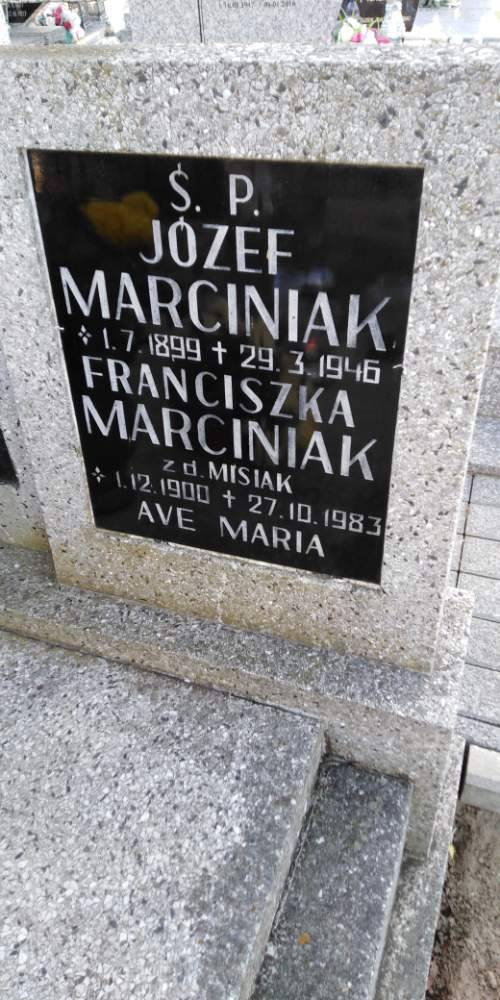 Ś. P.
JÓZEF
MARCINIAK
1.7.1899 ✝ 29.3.1946
FRANCISZKA
MARCINIAK
z d. MISIAK
1.12.1900 ✝ 27.10.1983
AVE MARIA